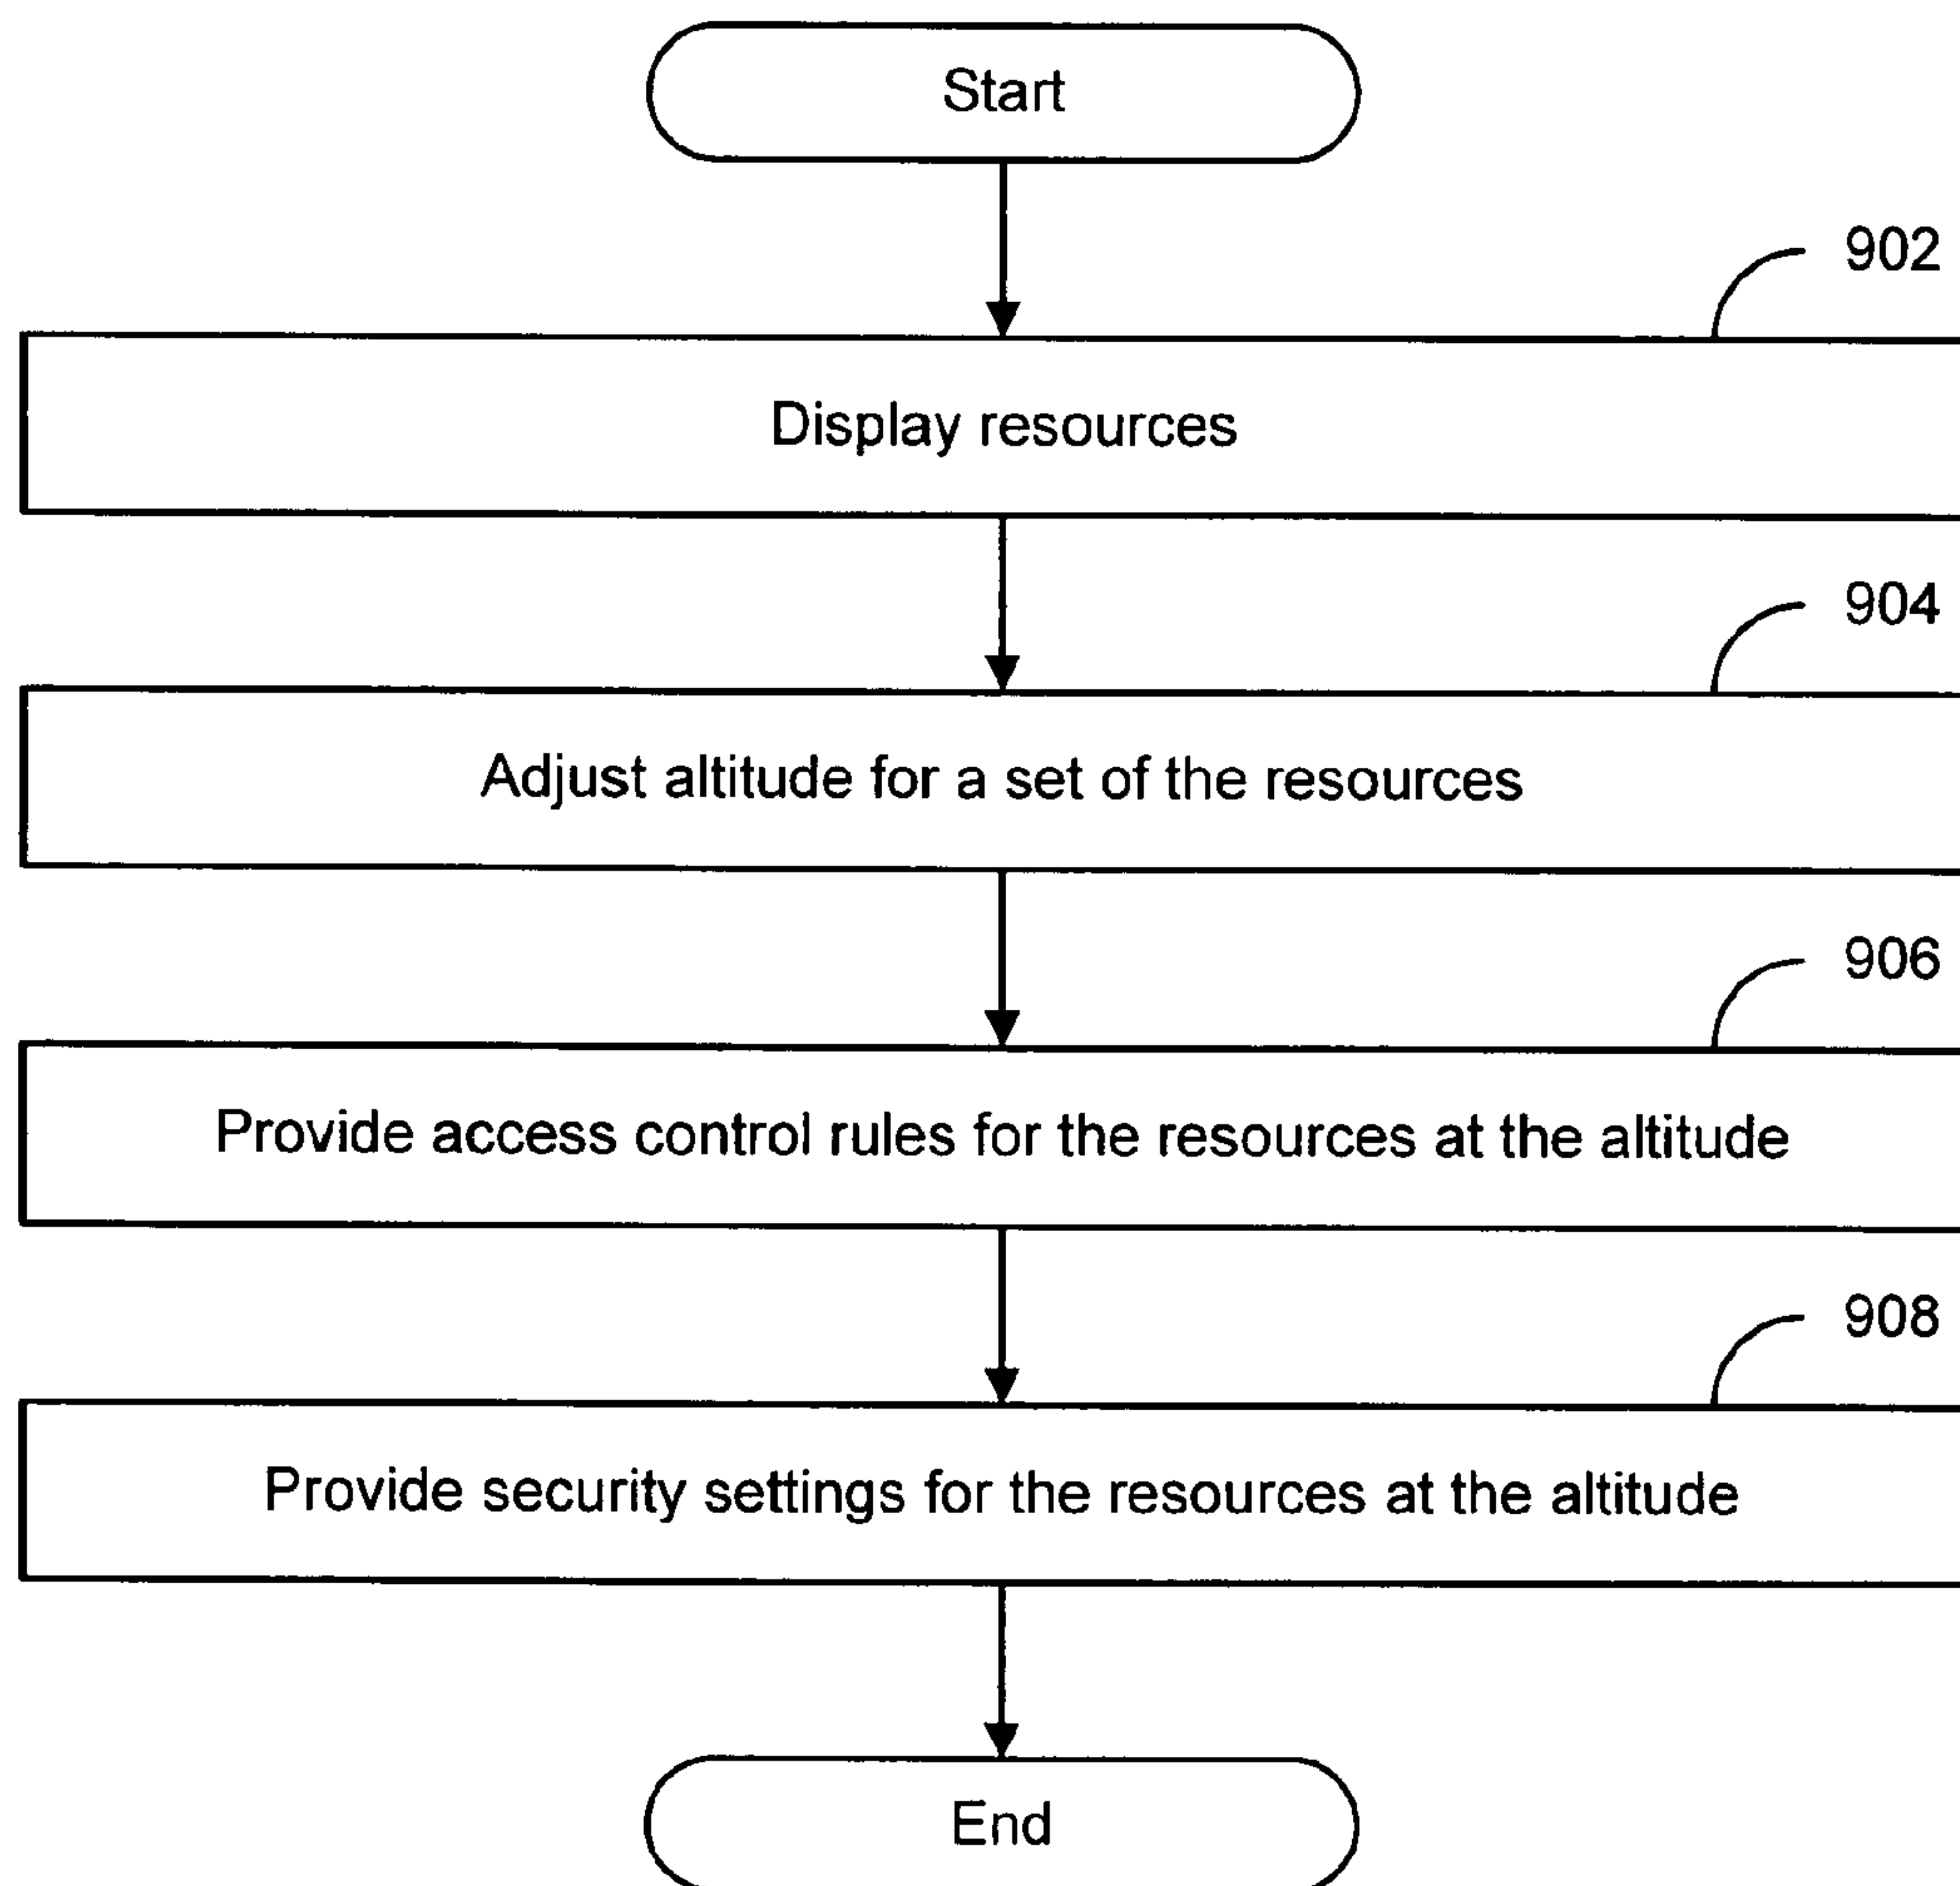 Start
902
Display resources
904
Adjust altitude for a set of the resources
906
Provide access control rules for the resources at the altitude
908
Provide security settings for the resources at the altitude
End